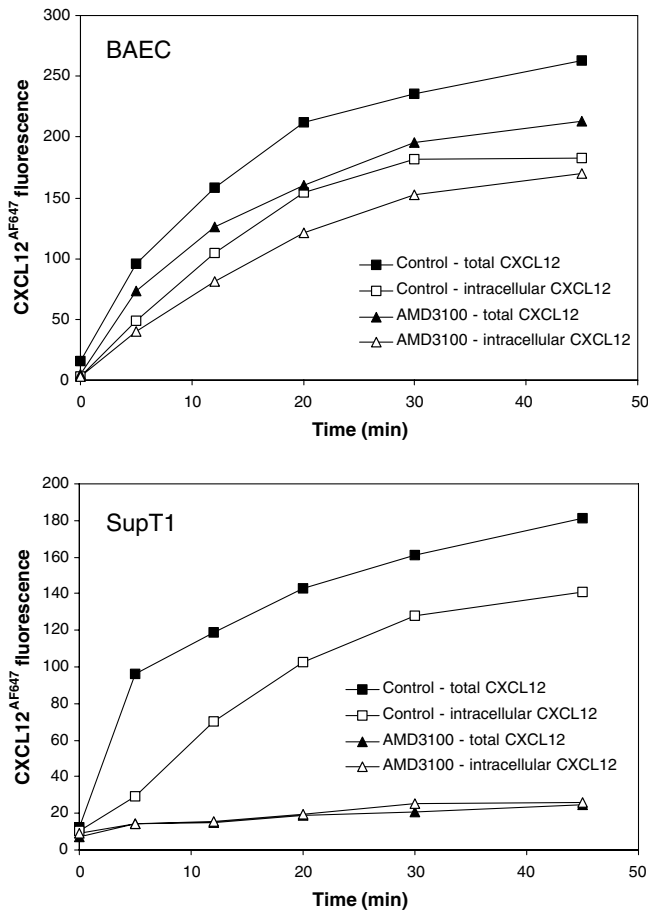 BAEC
300
250
200
150
100
50
0
CXCL12AF647 fluorescence
Control - total CXCL12
Control - intracellular CXCL12
AMD3100 - total CXCL12
AMD3100 - intracellular CXCL12
0 10 20 30 40 50
Time (min)
SupT1
200
180
160
140
120
100
80
60
40
20
0
CXCL12AF647 fluorescence
Control - total CXCL12
Control - intracellular CXCL12
AMD3100 - total CXCL12
AMD3100 - intracellular CXCL12
0 10 20 30 40 50
Time (min)